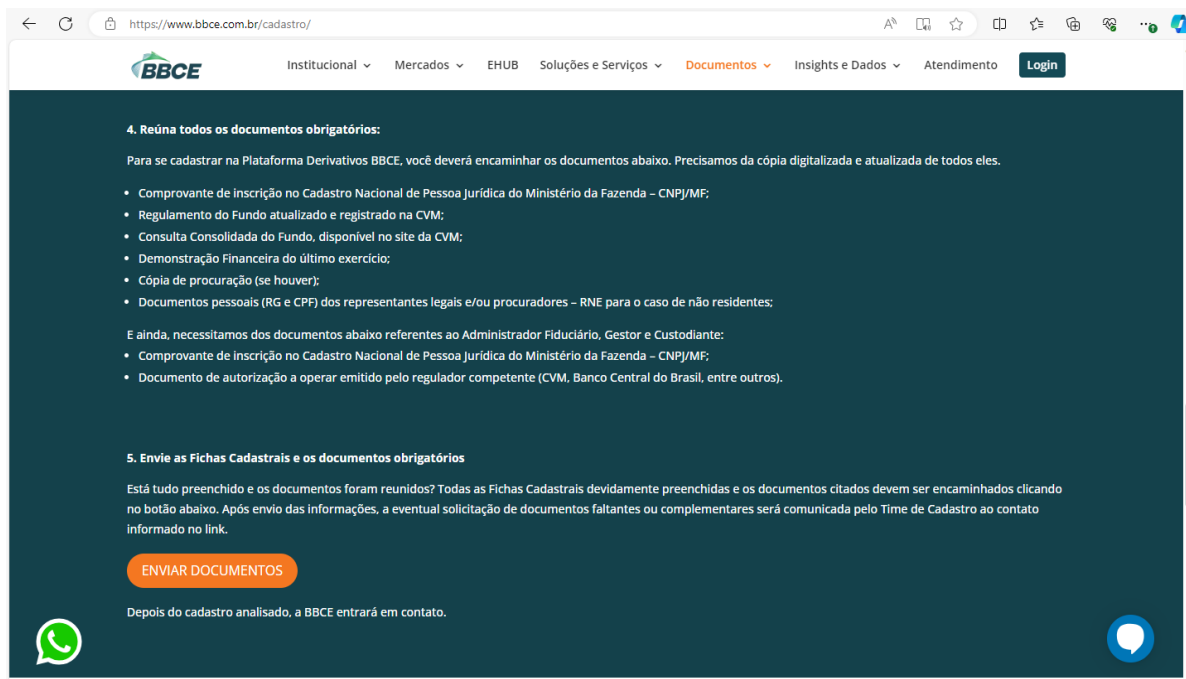 https://www.bbce.com.br/cadastro/
BBCE
Institucional
Mercados
EHUB
Soluções e Serviços
Documentos
Insights e Dados
Atendimento
Login
4. Reúna todos os documentos obrigatórios:
Para se cadastrar na Plataforma Derivativos BBCE, você deverá encaminhar os documentos abaixo. Precisamos da cópia digitalizada e atualizada de todos eles.
• Comprovante de inscrição no Cadastro Nacional de Pessoa Jurídica do Ministério da Fazenda – CNPJ/MF;
• Regulamento do Fundo atualizado e registrado na CVM;
• Consulta Consolidada do Fundo, disponível no site da CVM;
• Demonstração Financeira do último exercício;
• Cópia de procuração (se houver);
• Documentos pessoais (RG e CPF) dos representantes legais e/ou procuradores – RNE para o caso de não residentes;
E ainda, necessitamos dos documentos abaixo referentes ao Administrador Fiduciário, Gestor e Custodiante:
• Comprovante de inscrição no Cadastro Nacional de Pessoa Jurídica do Ministério da Fazenda – CNPJ/MF;
• Documento de autorização a operar emitido pelo regulador competente (CVM, Banco Central do Brasil, entre outros).
5. Envie as Fichas Cadastrais e os documentos obrigatórios
Está tudo preenchido e os documentos foram reunidos? Todas as Fichas Cadastrais devidamente preenchidas e os documentos citados devem ser encaminhados clicando
no botão abaixo. Após envio das informações, a eventual solicitação de documentos faltantes ou complementares será comunicada pelo Time de Cadastro ao contato
informado no link.
ENVIAR DOCUMENTOS
Depois do cadastro analisado, a BBCE entrará em contato.